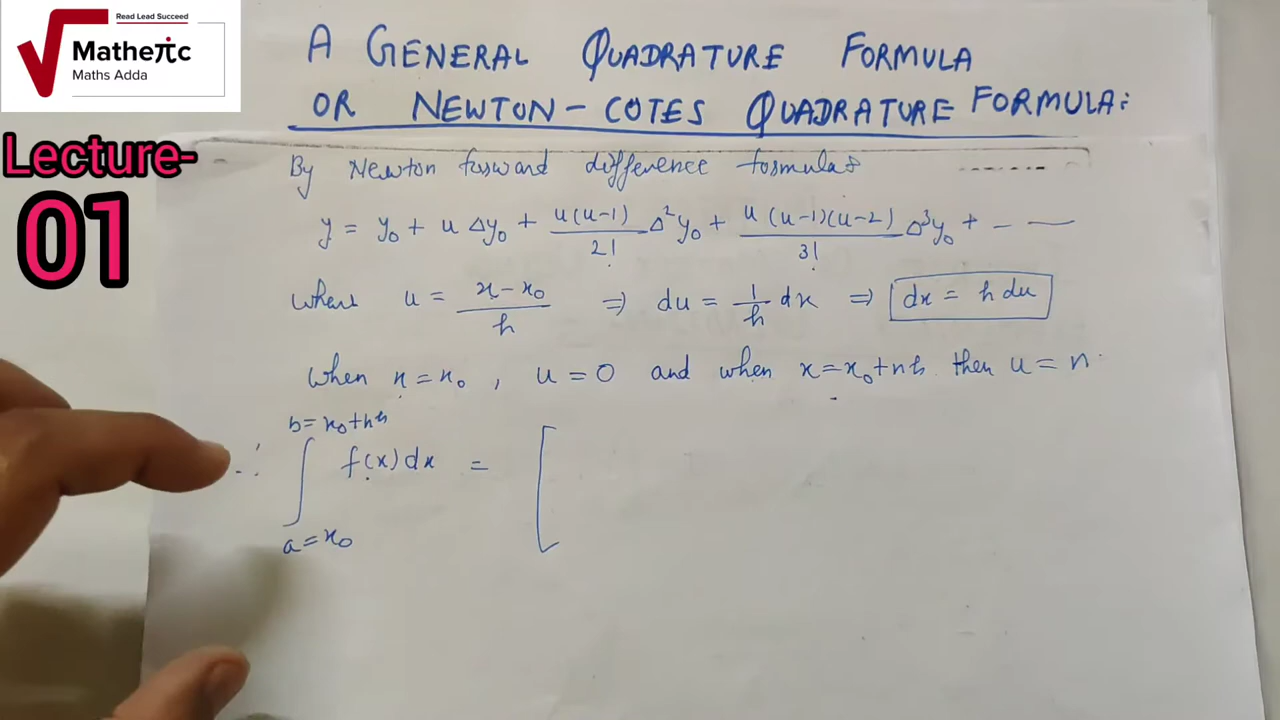 Read Lead Succeed
Matheπc
Maths Adda
Lecture-
01
A GENERAL QUADRATURE FORMULA
OR NEWTON-COTES QUADRATURE FORMULA:
By Newton forward difference formulas
y = y₀ + u Δy₀ + u(u-1)/2! Δ²y₀ + u(u-1)(u-2)/3! Δ³y₀ + - —
where u = x-x₀/h ⇒ du = 1/h dx ⇒ dx = h du
When x = x₀, u = 0 and when x = x₀+nh then u = n.
b = x₀+nh
∴ ∫ f(x)dx = [
a = x₀